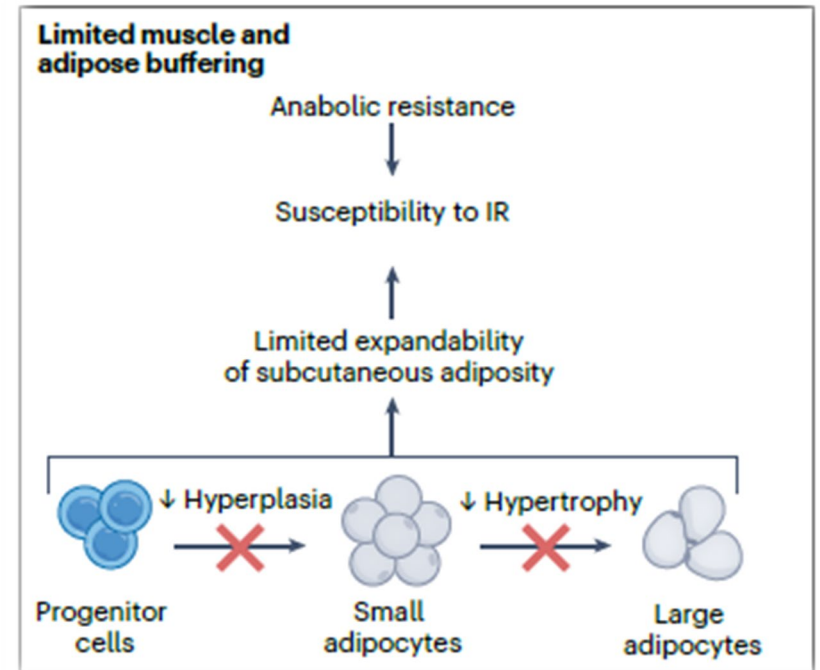 Limited muscle and
adipose buffering
Anabolic resistance
Susceptibility to IR
Limited expandability
of subcutaneous adiposity
↓ Hyperplasia
↓ Hypertrophy
Progenitor
cells
Small
adipocytes
Large
adipocytes